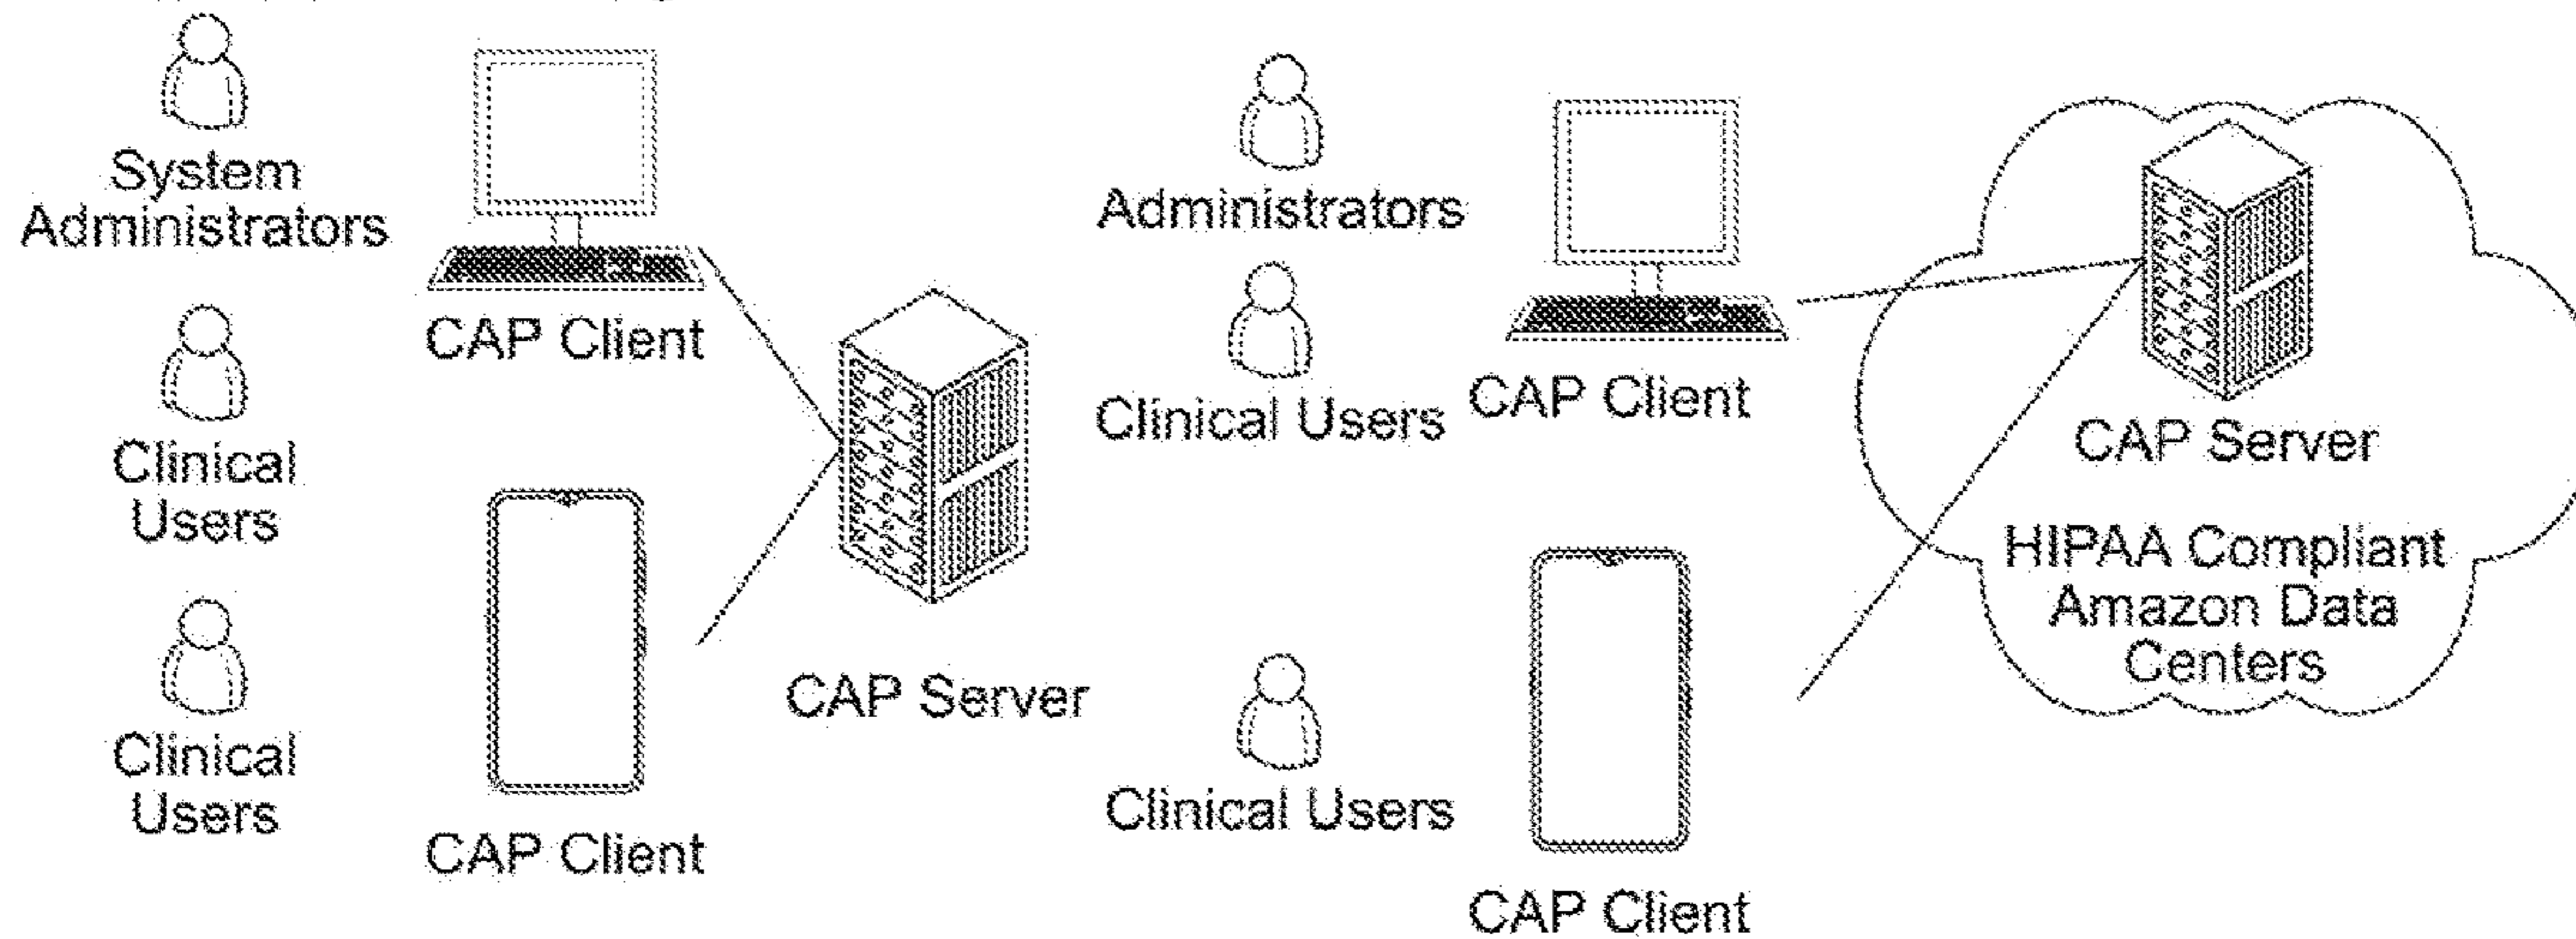 System
Administrators
CAP Client
Clinical
Users
Clinical
Users
CAP Client
CAP Server
Administrators
Clinical Users
CAP Client
Clinical Users
CAP Client
CAP Server
HIPAA Compliant
Amazon Data
Centers